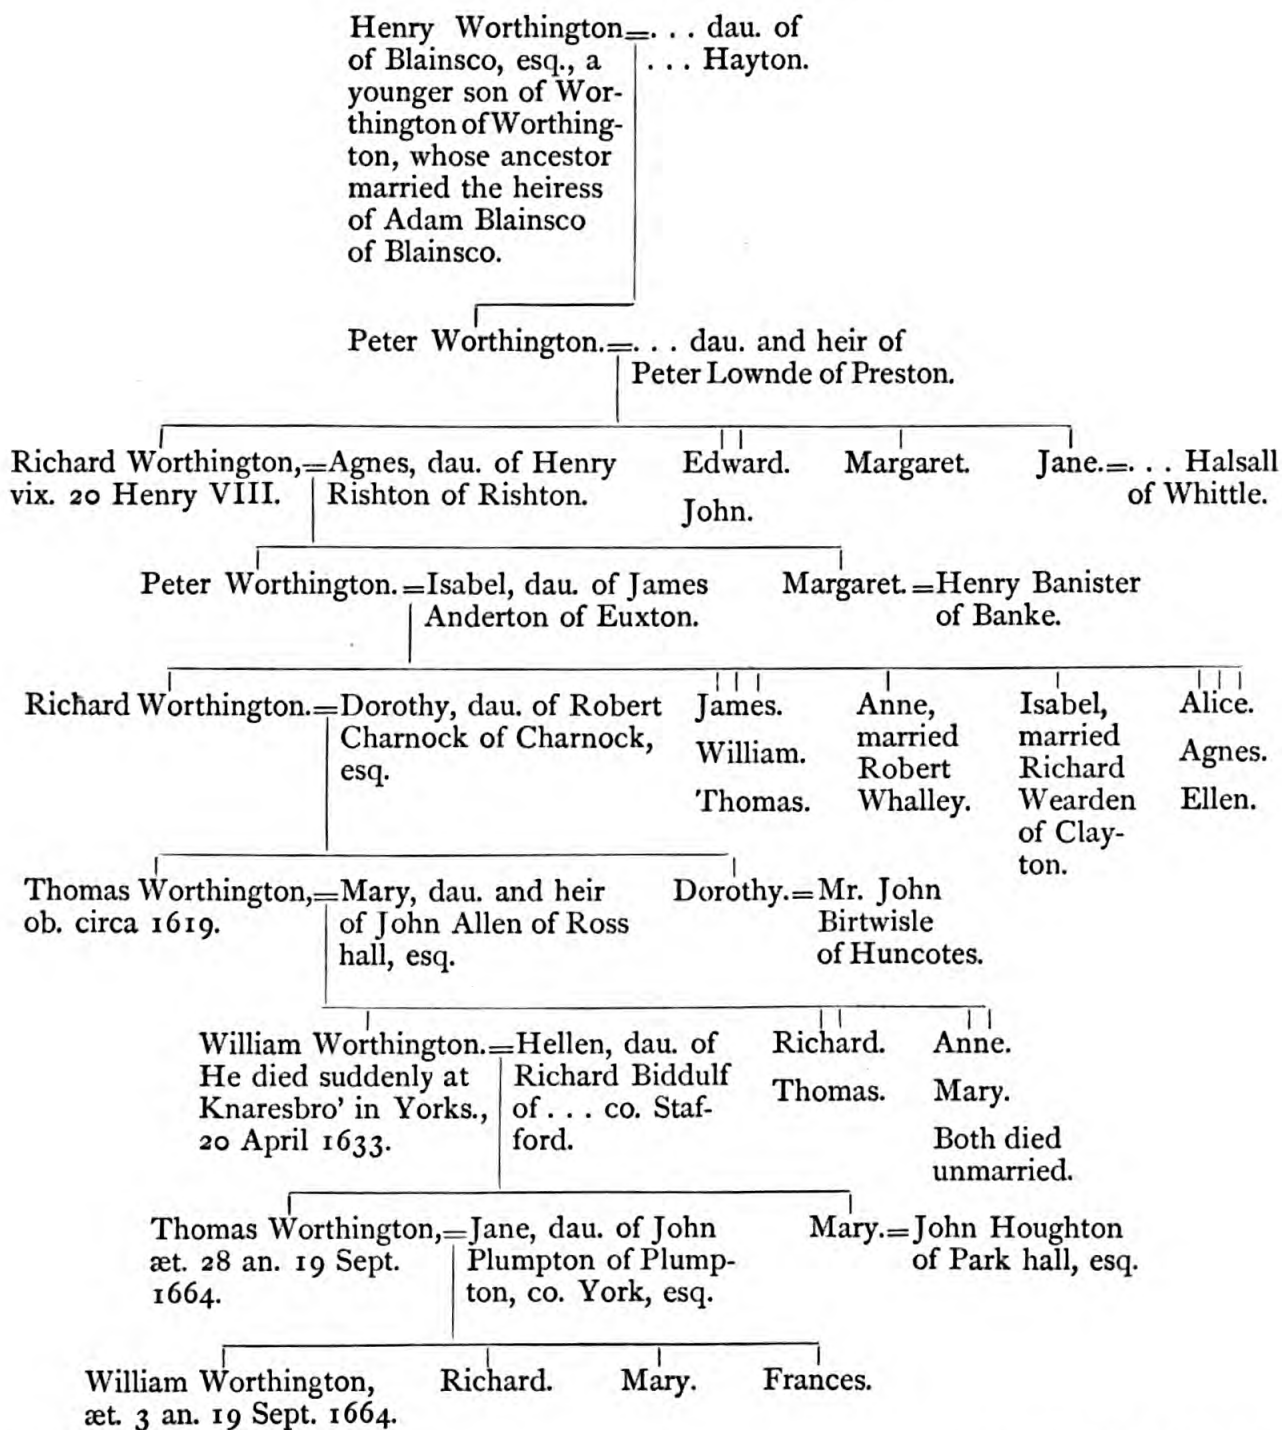 Henry Worthington=. . . dau. of
of Blainsco, esq., a
younger son of Wor-
thington of Worthing-
ton, whose ancestor
married the heiress
of Adam Blainsco
of Blainsco.
. . . Hayton.
Peter Worthington.=. . . dau. and heir of
Peter Lownde of Preston.
Richard Worthington,=Agnes, dau. of Henry
vix. 20 Henry VIII.
Rishton of Rishton.
Edward.
John.
Margaret.
Jane.=. . . Halsall
of Whittle.
Peter Worthington.=Isabel, dau. of James
Anderton of Euxton.
Margaret.=Henry Banister
of Banke.
Richard Worthington.=Dorothy, dau. of Robert
Charnock of Charnock,
esq.
James.
William.
Thomas.
Anne,
married
Robert
Whalley.
Isabel,
married
Richard
Wearden
of Clay-
ton.
Alice.
Agnes.
Ellen.
Thomas Worthington,=Mary, dau. and heir
ob. circa 1619.
of John Allen of Ross
hall, esq.
Dorothy.=Mr. John
Birtwisle
of Huncotes.
William Worthington.=Hellen, dau. of
He died suddenly at
Knaresbro' in Yorks.,
20 April 1633.
Richard Biddulf
of . . . co. Staf-
ford.
Richard.
Thomas.
Anne.
Mary.
Both died
unmarried.
Thomas Worthington,=Jane, dau. of John
æt. 28 an. 19 Sept.
1664.
Plumpton of Plump-
ton, co. York, esq.
Mary.=John Houghton
of Park hall, esq.
William Worthington,
æt. 3 an. 19 Sept. 1664.
Richard.
Mary.
Frances.